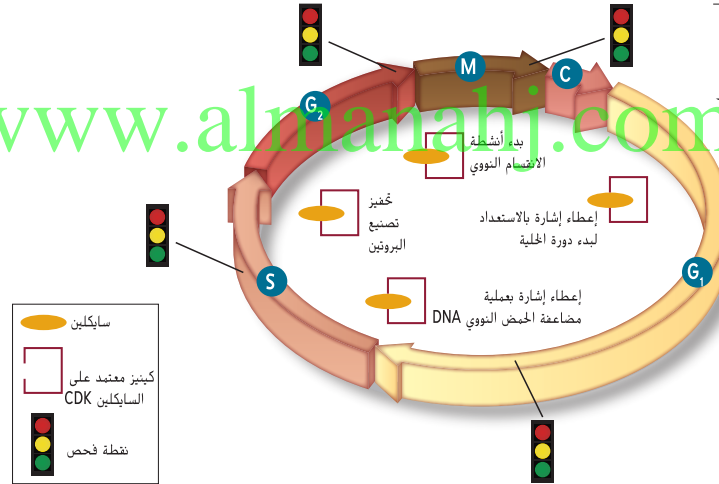 M
C
G₂
www.almanahj.com
بدء أنشطة
الانقسام النووي
تحفيز
تصنيع
البروتين
إعطاء إشارة بالاستعداد
لبدء دورة الخلية
S
G₁
إعطاء إشارة بعملية
مضاعفة الحمض النووي DNA
سايكلين
كينيز معتمد على
السايكلين CDK
نقطة فحص